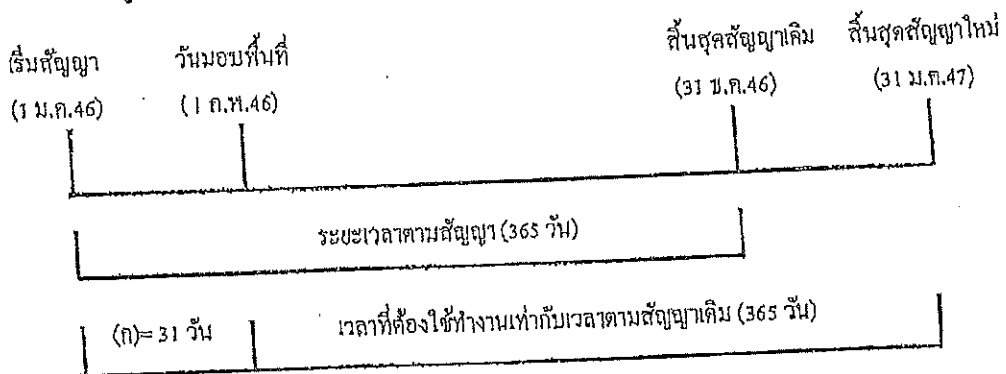 เริ่มสัญญา วันมอบพื้นที่ สิ้นสุดสัญญาเดิม สิ้นสุดสัญญาใหม่
(1 ม.ค.46) (1 ก.พ.46) (31 ธ.ค.46) (31 ม.ค.47)
ระยะเวลาตามสัญญา (365 วัน)
(ก)= 31 วัน เวลาที่ต้องใช้ทำงานเท่ากับเวลาตามสัญญาเดิม (365 วัน)